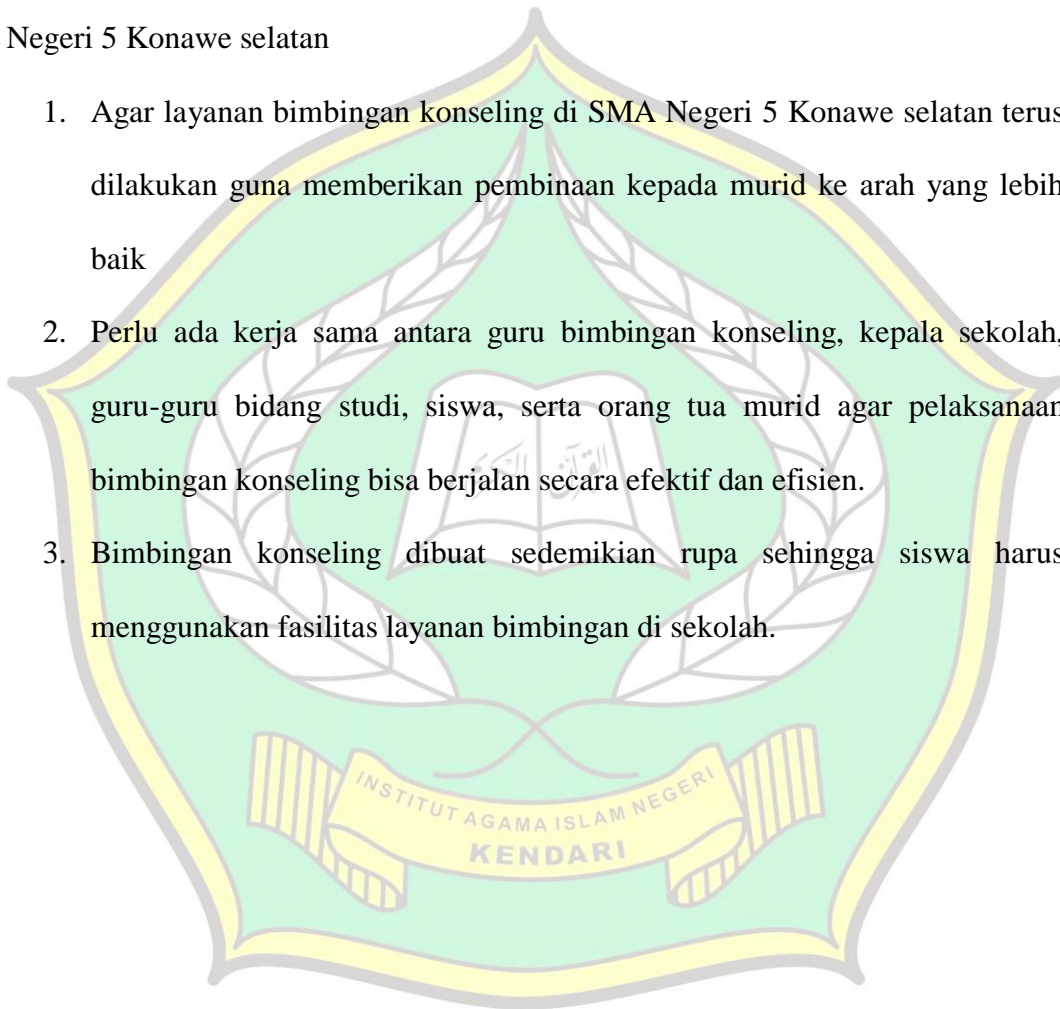 Negeri 5 Konawe selatan
1. Agar layanan bimbingan konseling di SMA Negeri 5 Konawe selatan terus
dilakukan guna memberikan pembinaan kepada murid ke arah yang lebih
baik
2. Perlu ada kerja sama antara guru bimbingan konseling, kepala sekolah,
guru-guru bidang studi, siswa, serta orang tua murid agar pelaksanaan
bimbingan konseling bisa berjalan secara efektif dan efisien.
3. Bimbingan konseling dibuat sedemikian rupa sehingga siswa harus
menggunakan fasilitas layanan bimbingan di sekolah.
القرآن الكريم
INSTITUT AGAMA ISLAM NEGERI
KENDARI